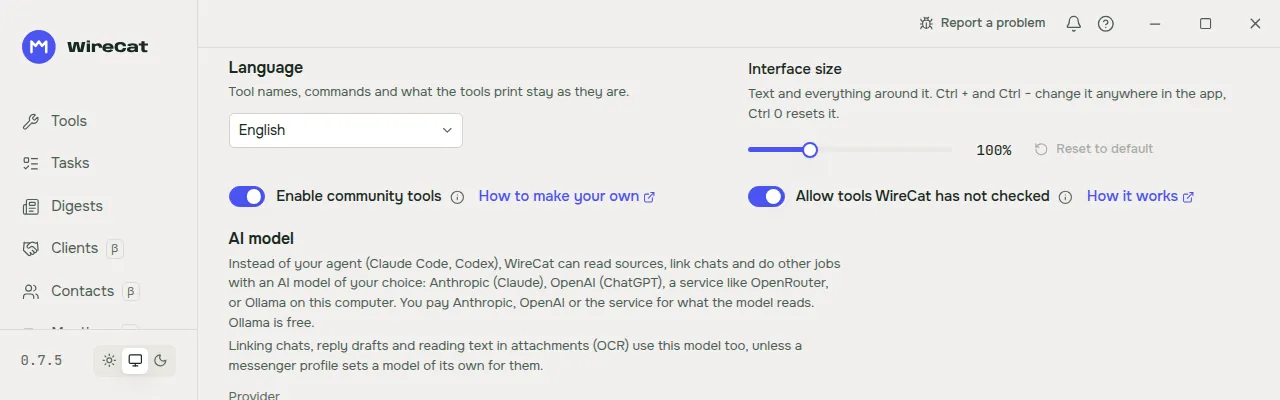 WireCat
Report a problem
Tools
Tasks
Digests
Clients β
Contacts β
0.7.5
Language
Tool names, commands and what the tools print stay as they are.
English
Interface size
Text and everything around it. Ctrl + and Ctrl − change it anywhere in the app,
Ctrl 0 resets it.
100%
Reset to default
Enable community tools
How to make your own
Allow tools WireCat has not checked
How it works
AI model
Instead of your agent (Claude Code, Codex), WireCat can read sources, link chats and do other jobs
with an AI model of your choice: Anthropic (Claude), OpenAI (ChatGPT), a service like OpenRouter,
or Ollama on this computer. You pay Anthropic, OpenAI or the service for what the model reads.
Ollama is free.
Linking chats, reply drafts and reading text in attachments (OCR) use this model too, unless a
messenger profile sets a model of its own for them.
Provider